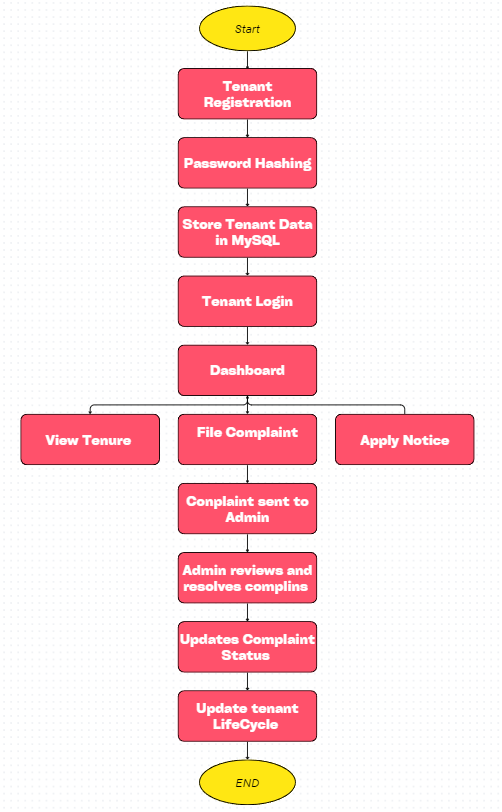 Start
Tenant
Registration
Password Hashing
Store Tenant Data
in MySQL
Tenant Login
Dashboard
View Tenure
File Complaint
Apply Notice
Conplaint sent to
Admin
Admin reviews and
resolves complins
Updates Complaint
Status
Update tenant
LifeCycle
END